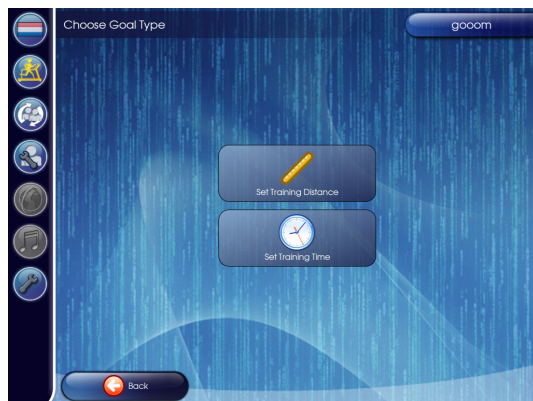 Choose Goal Type
gooom
Set Training Distance
Set Training Time
Back